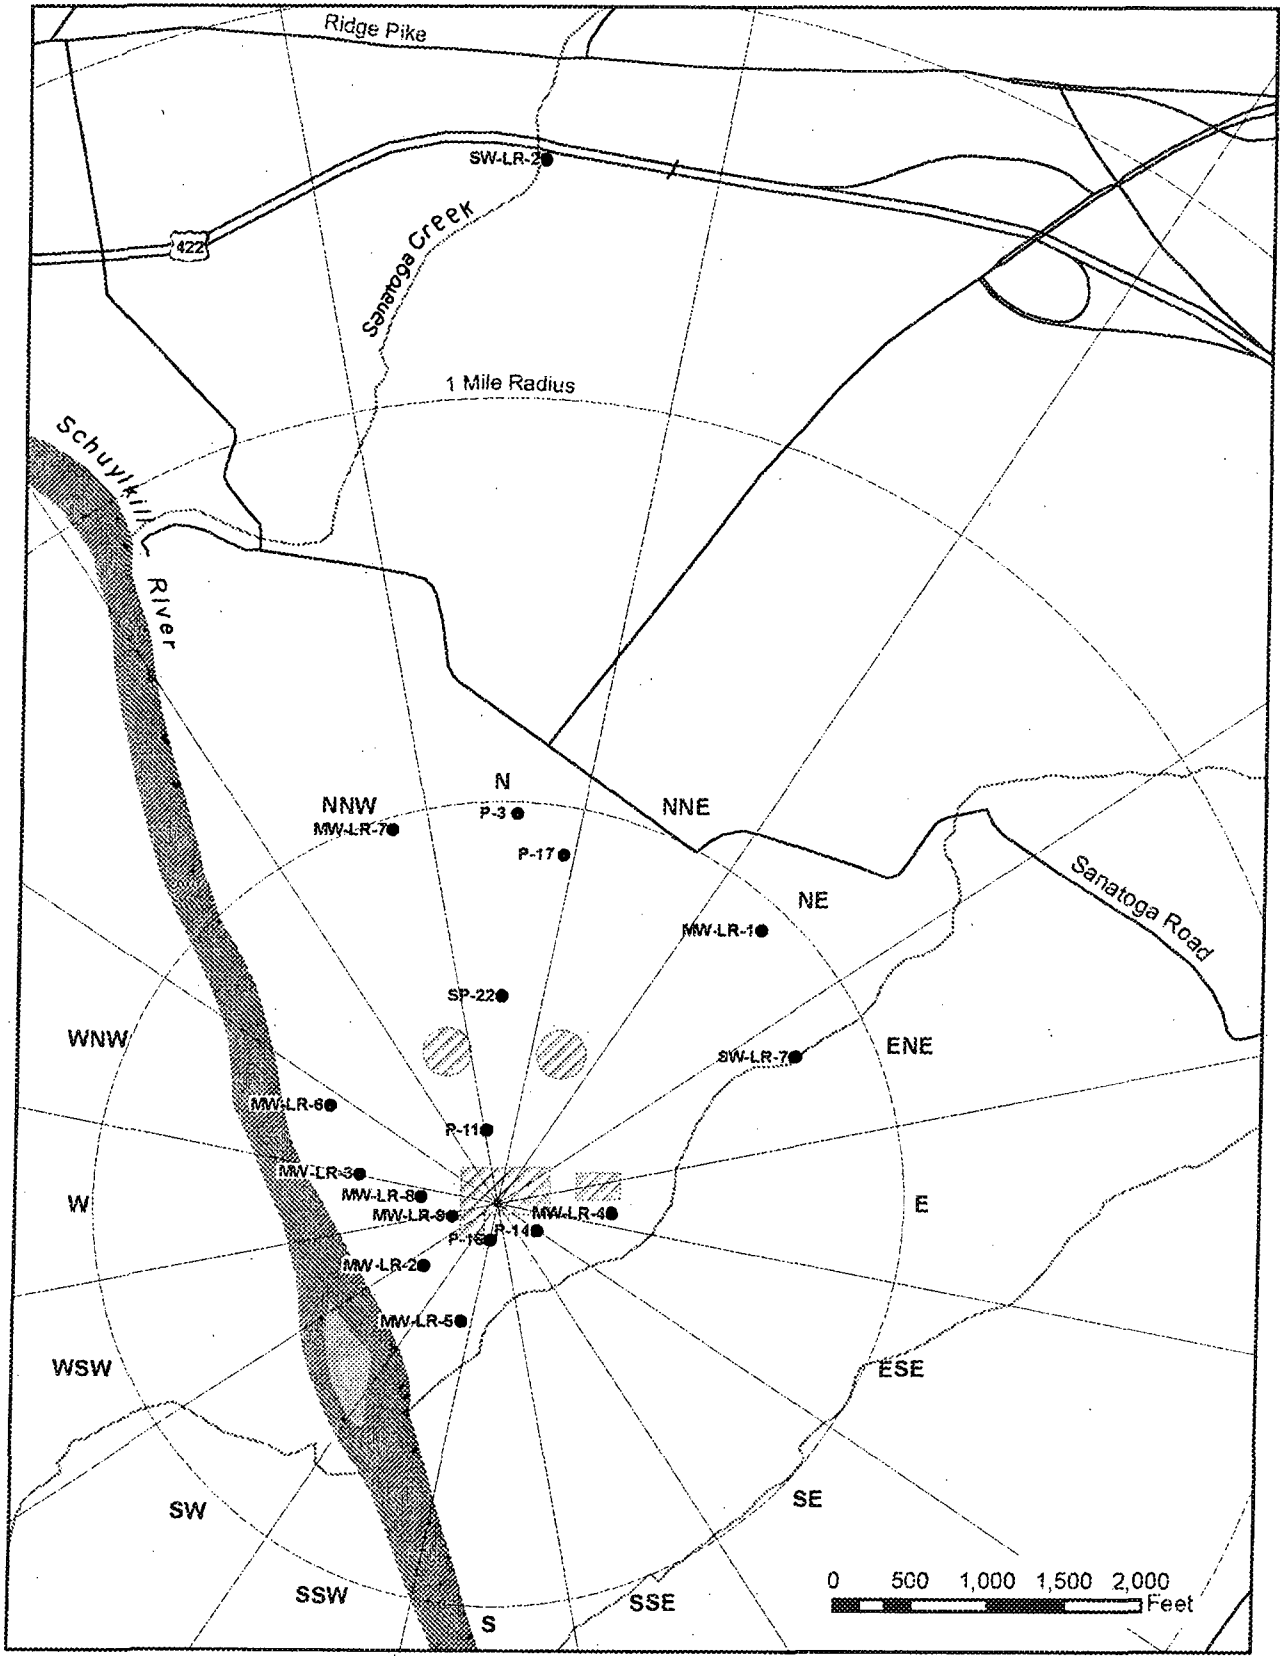 Ridge Pike
SW-LR-2
422
Sanatoga Creek
1 Mile Radius
Schuylkill
River
N
NNW
NNE
P-3
MW-LR-7
P-17
NE
Sanatoga Road
MW-LR-1
SP-22
WNW
ENE
SW-LR-7
MW-LR-6
P-11
MW-LR-3
MW-LR-8
W
E
MW-LR-9
MW-LR-4
P-14
MW-LR-2
MW-LR-5
WSW
ESE
SW
SE
0 500 1,000 1,500 2,000
Feet
SSW
SSE
S